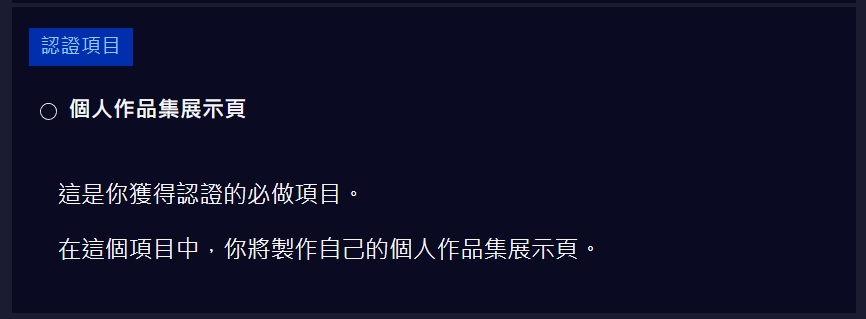 認證項目
個人作品集展示頁
這是你獲得認證的必做項目。
在這個項目中，你將製作自己的個人作品集展示頁。